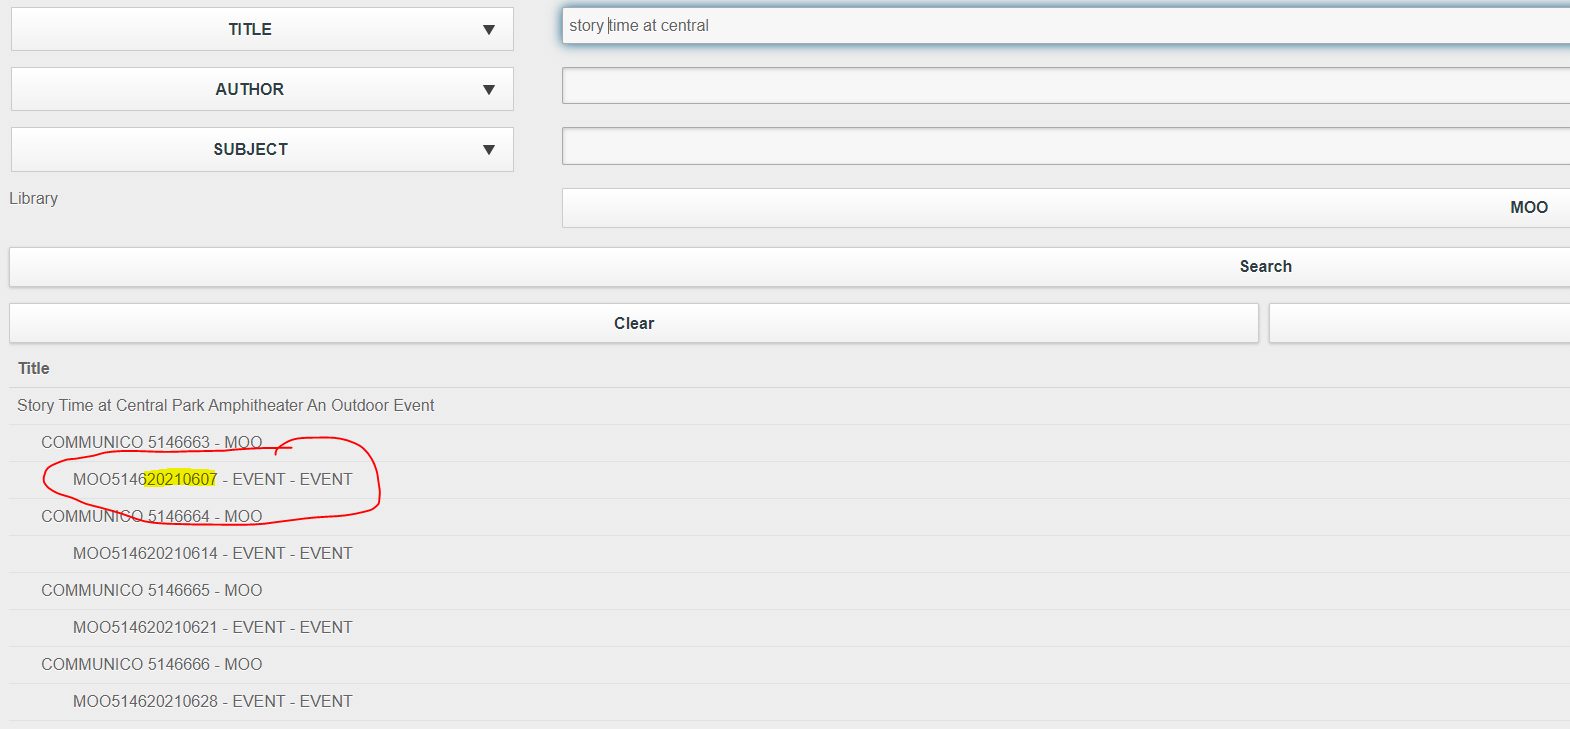 TITLE ▼ story time at central
AUTHOR ▼
SUBJECT ▼
Library MOO
Search
Clear
Title
Story Time at Central Park Amphitheater An Outdoor Event
COMMUNICO 5146663 - MOO
MOO514620210607 - EVENT - EVENT
COMMUNICO 5146664 - MOO
MOO514620210614 - EVENT - EVENT
COMMUNICO 5146665 - MOO
MOO514620210621 - EVENT - EVENT
COMMUNICO 5146666 - MOO
MOO514620210628 - EVENT - EVENT